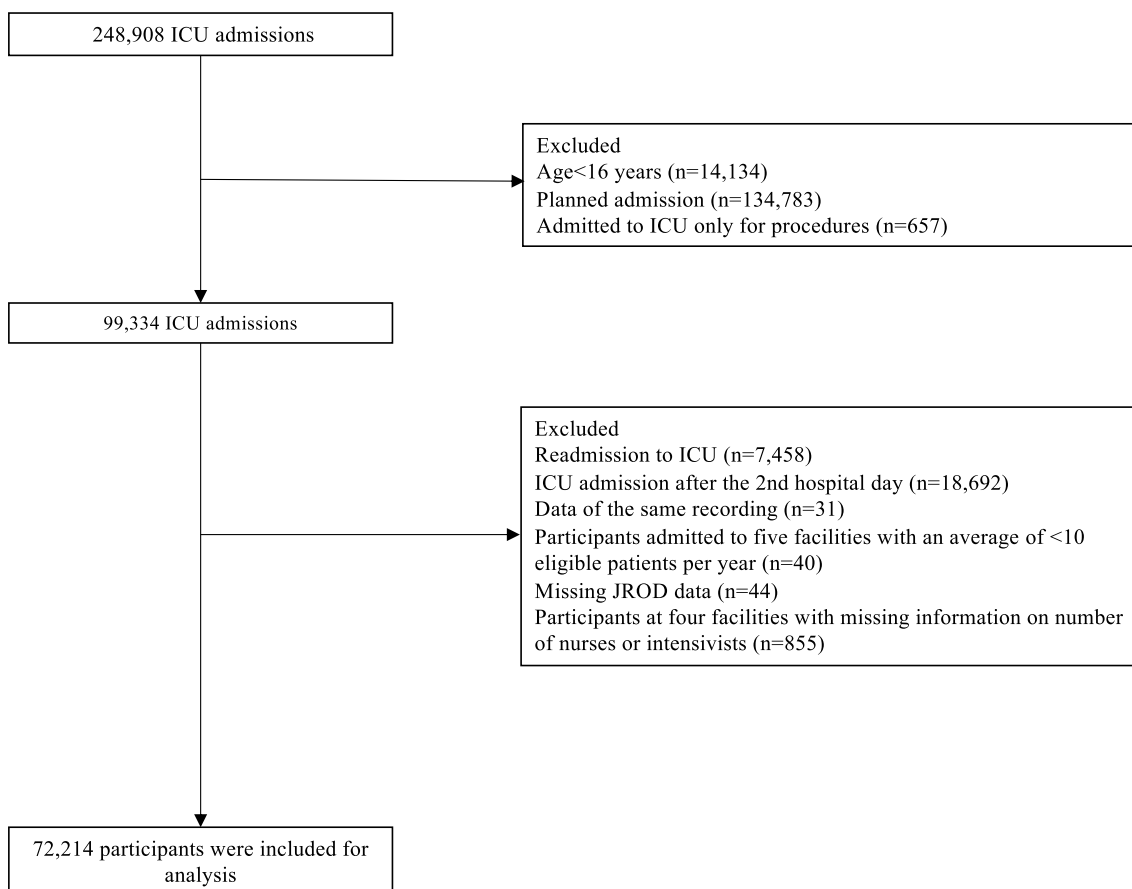 248,908 ICU admissions
Excluded
Age<16 years (n=14,134)
Planned admission (n=134,783)
Admitted to ICU only for procedures (n=657)
99,334 ICU admissions
Excluded
Readmission to ICU (n=7,458)
ICU admission after the 2nd hospital day (n=18,692)
Data of the same recording (n=31)
Participants admitted to five facilities with an average of <10
eligible patients per year (n=40)
Missing JROD data (n=44)
Participants at four facilities with missing information on number
of nurses or intensivists (n=855)
72,214 participants were included for
analysis